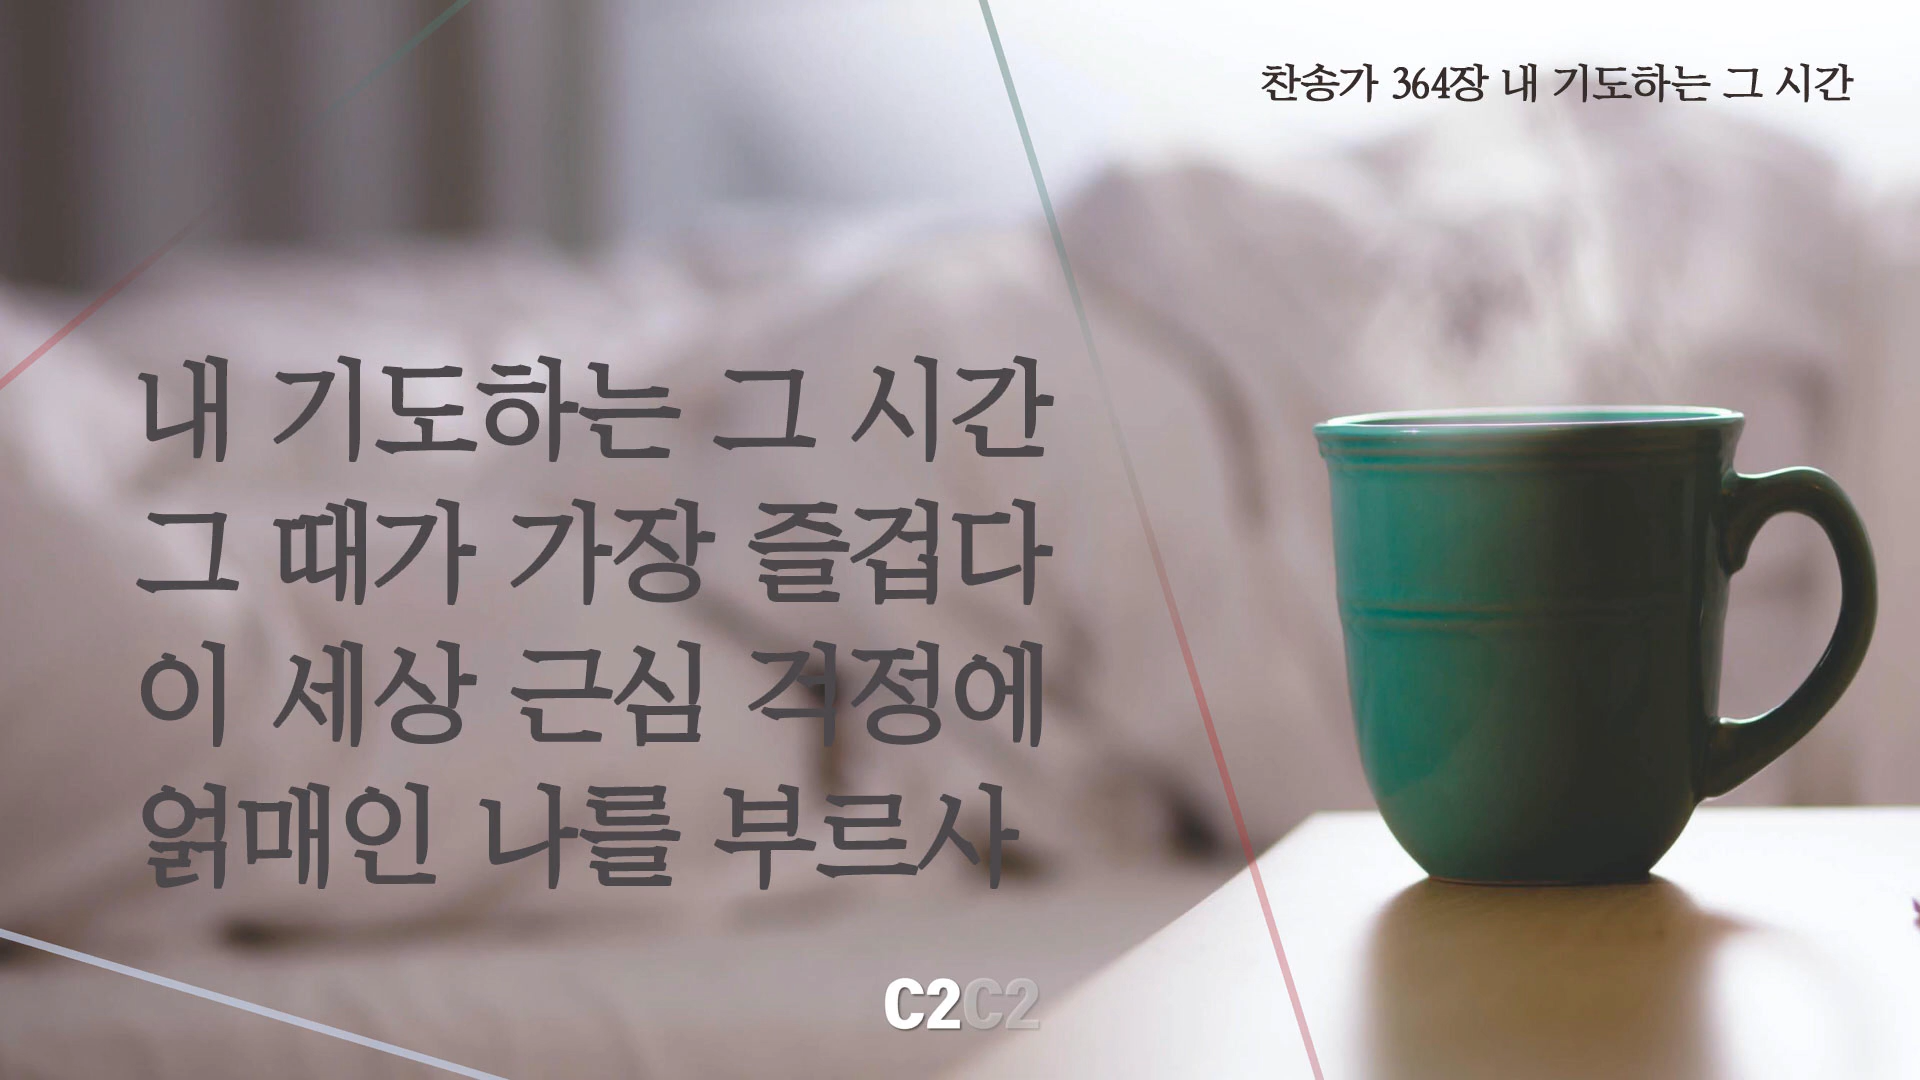 찬송가 364장 내 기도하는 그 시간
내 기도하는 그 시간
그 때가 가장 즐겁다
이 세상 근심 걱정에
얽매인 나를 부르사
C2C2